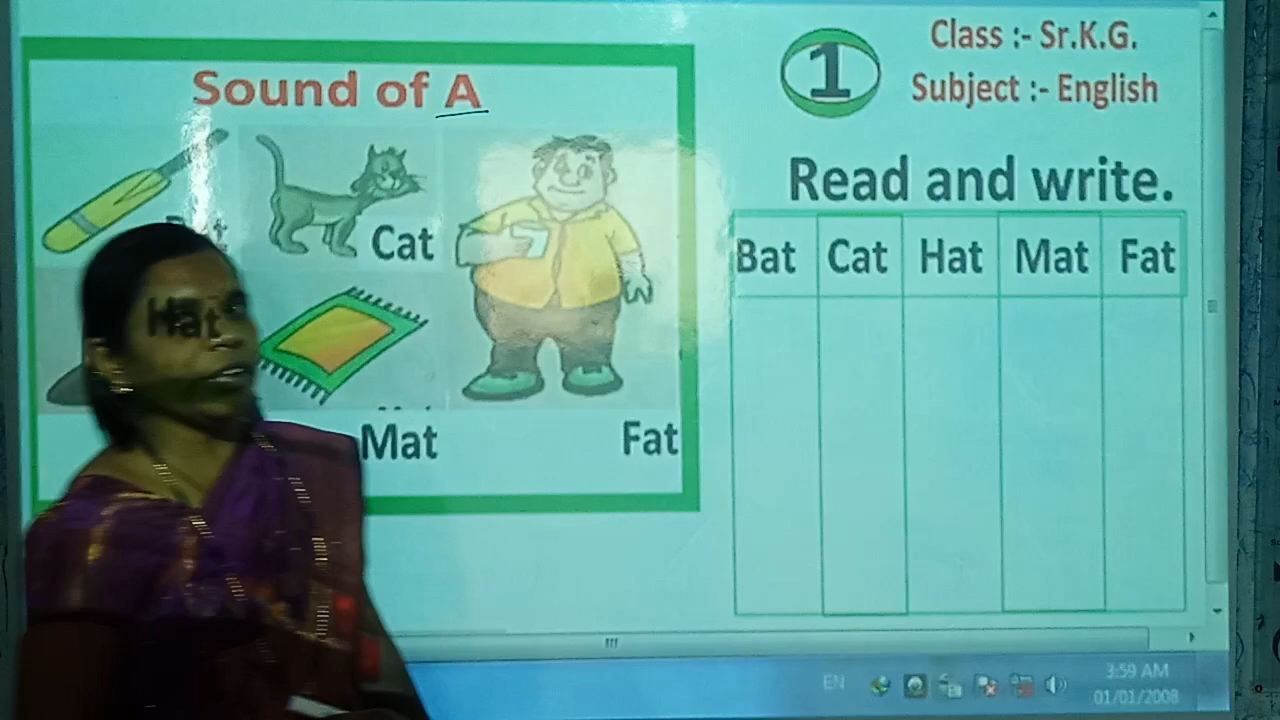 Sound of A
Cat
Hat
Mat
Fat
1
Class :- Sr.K.G.
Subject :- English
Read and write.
Bat Cat Hat Mat Fat
EN
3:59 AM
01/01/2008